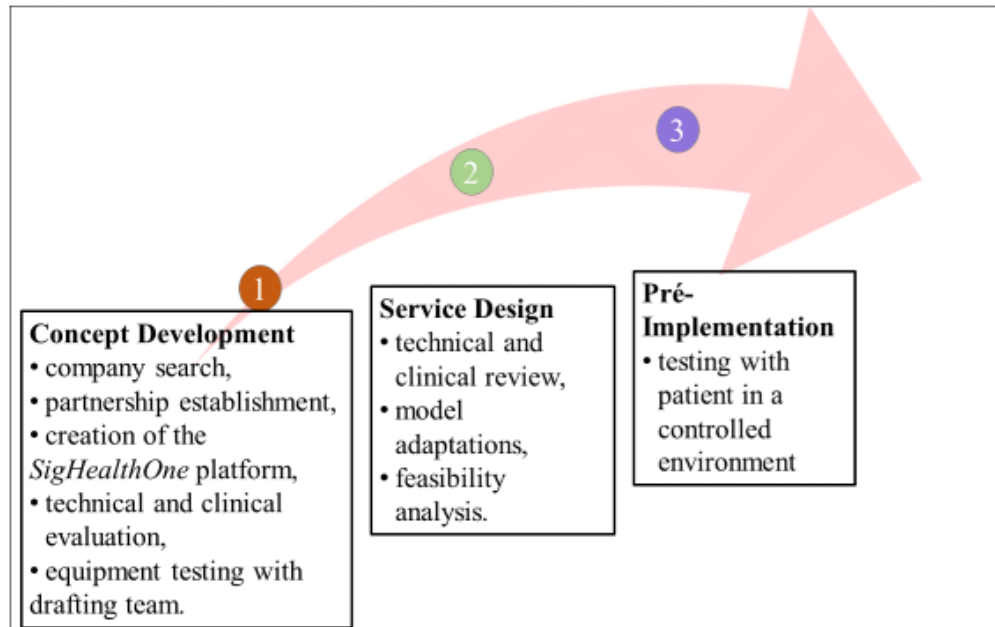 1
Concept Development
• company search,
• partnership establishment,
• creation of the
SigHealthOne platform,
• technical and clinical
evaluation,
• equipment testing with
drafting team.
2
Service Design
• technical and
clinical review,
• model
adaptations,
• feasibility
analysis.
3
Pré-
Implementation
• testing with
patient in a
controlled
environment